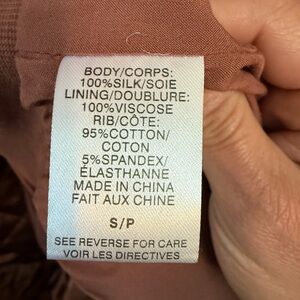 BODY/CORPS:
100%SILK/SOIE
LINING/DOUBLURE:
100%VISCOSE
RIB/CÔTE:
95%COTTON/
COTON
5%SPANDEX/
ÉLASTHANNE
MADE IN CHINA
FAIT AUX CHINE
S/P
SEE REVERSE FOR CARE
VOIR LES DIRECTIVES